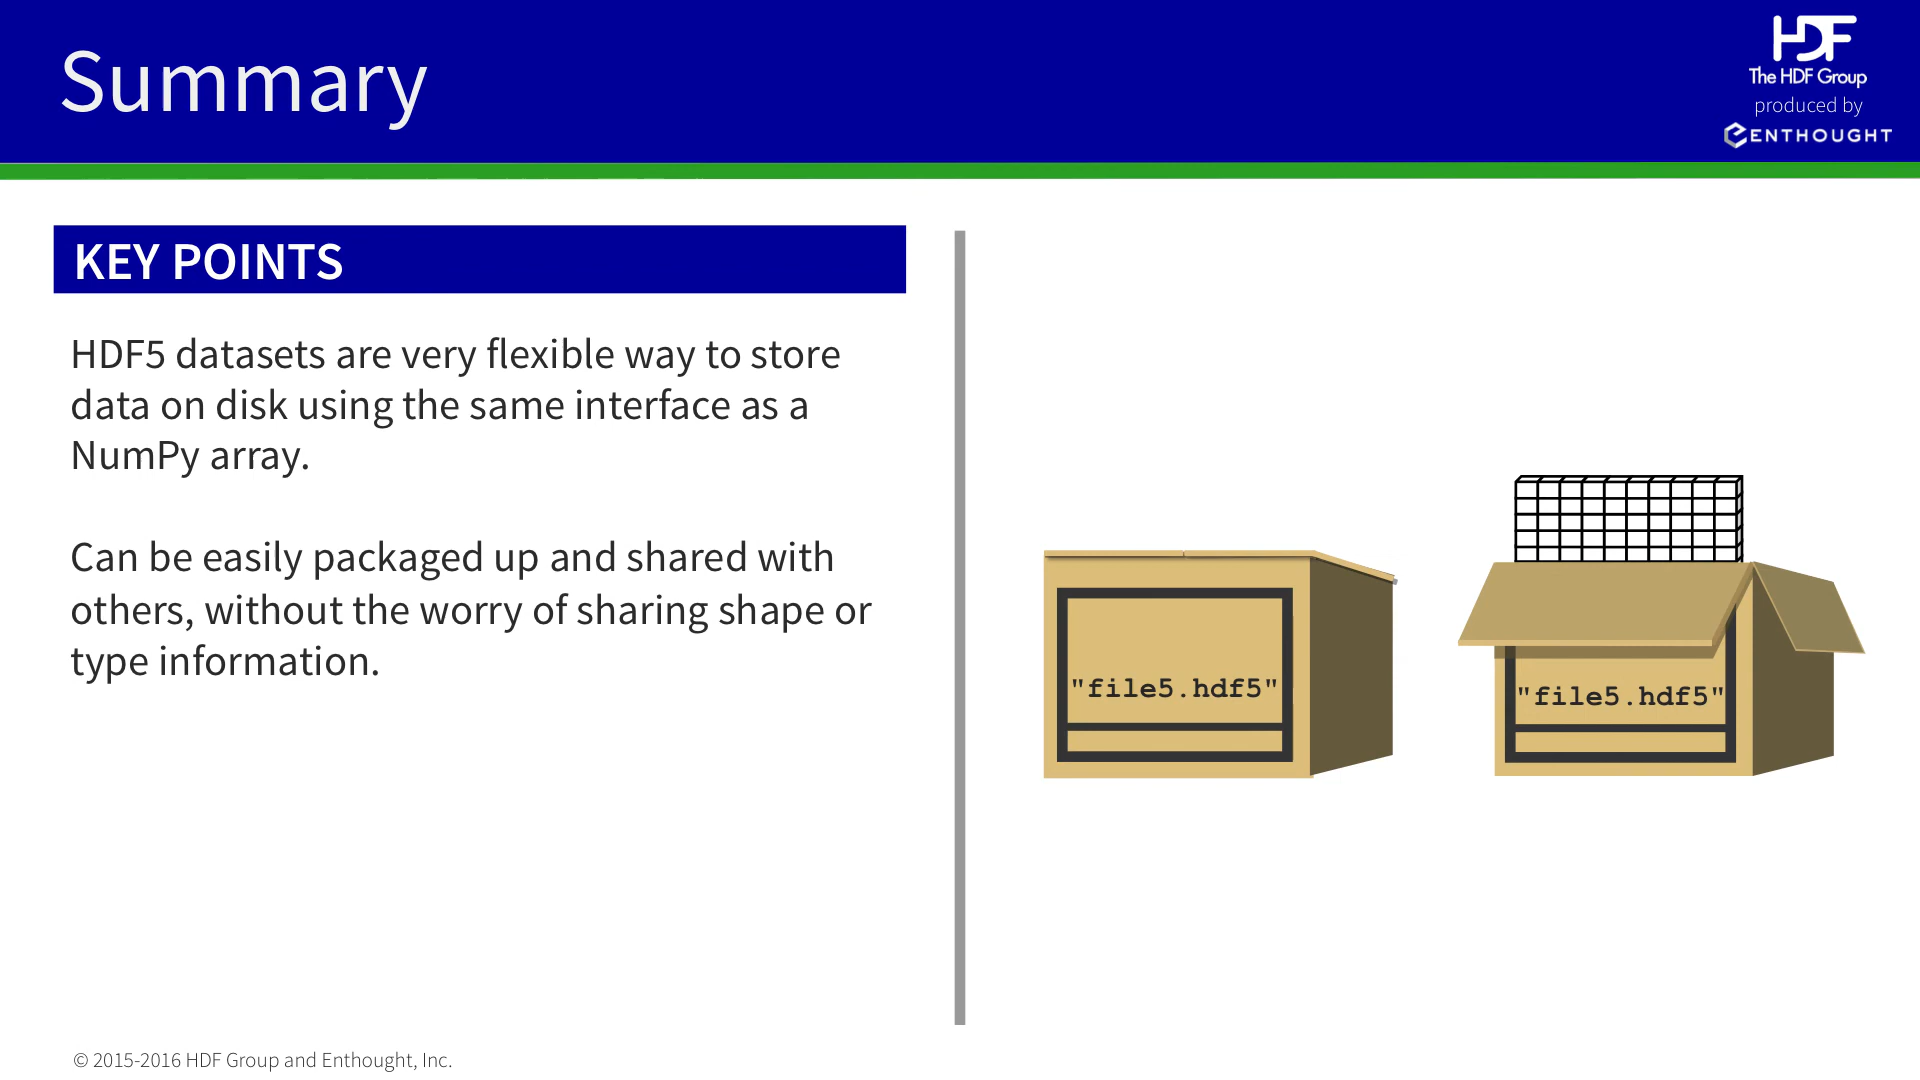 Summary
HDF
The HDF Group
produced by
ENTHOUGHT
KEY POINTS
HDF5 datasets are very flexible way to store
data on disk using the same interface as a
NumPy array.
Can be easily packaged up and shared with
others, without the worry of sharing shape or
type information.
"file5.hdf5"
"file5.hdf5"
© 2015-2016 HDF Group and Enthought, Inc.